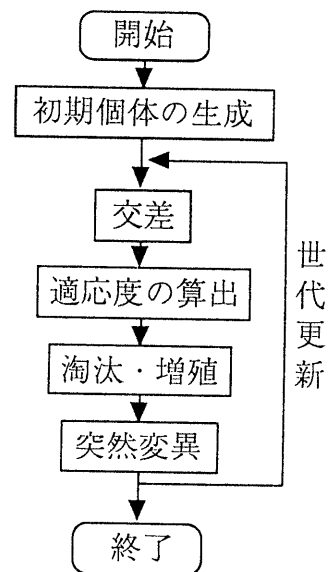 開始
初期個体の生成
交差
適応度の算出
淘汰・増殖
突然変異
終了
世代更新